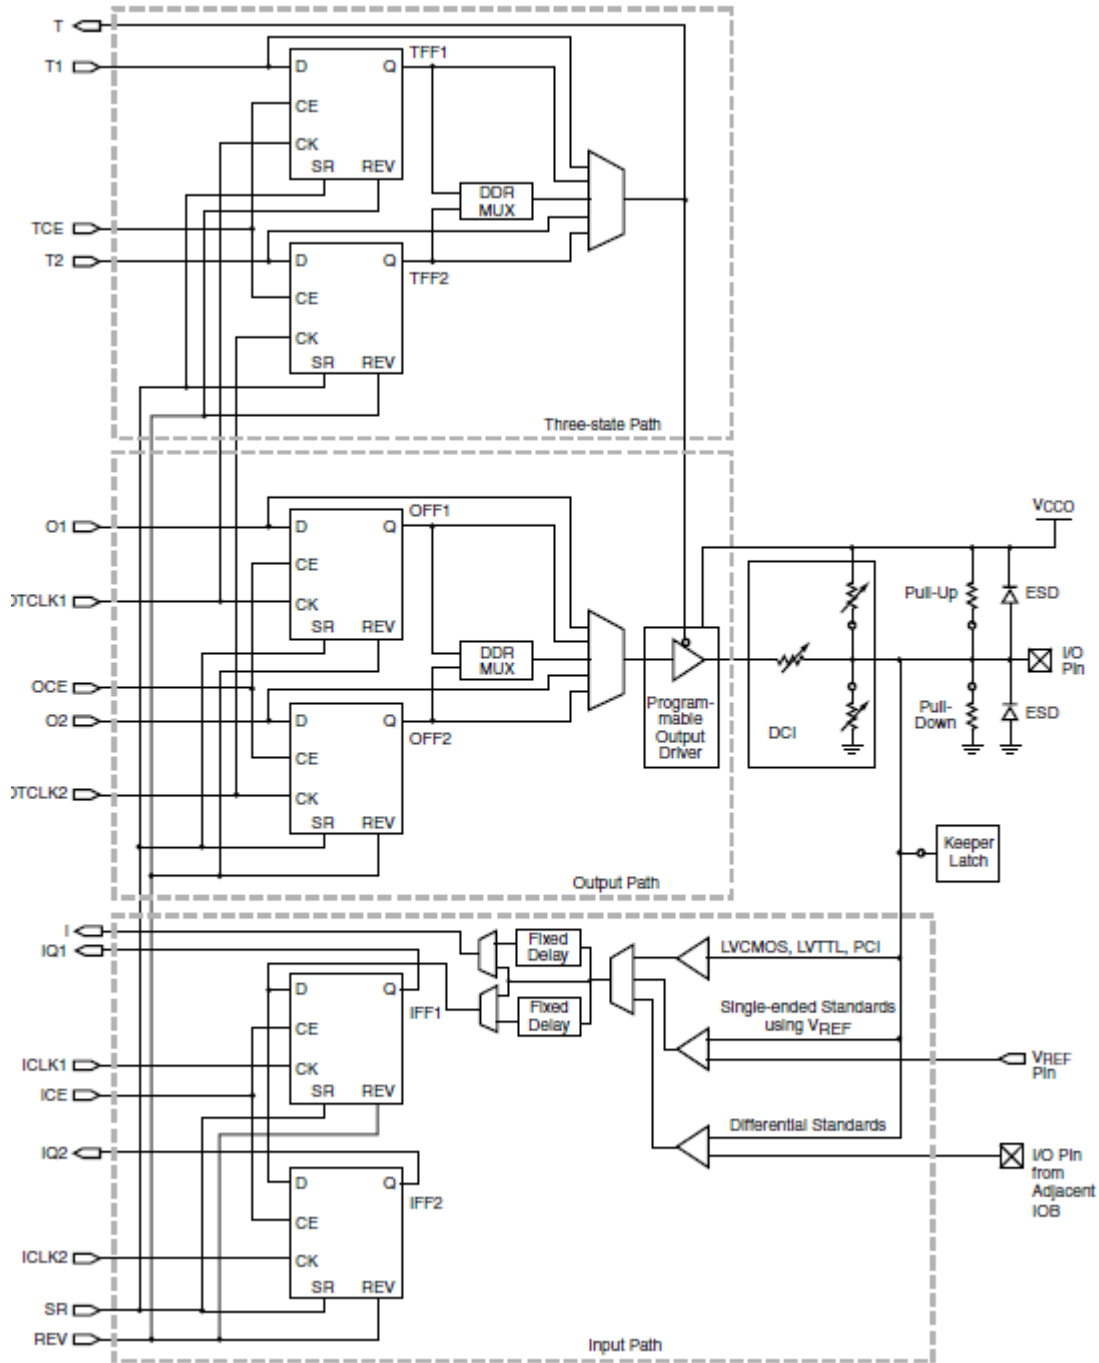 T
T1
D
Q
TFF1
CE
CK
SR REV
DDR
MUX
TCE
T2
D
Q
TFF2
CE
CK
SR REV
Three-state Path
O1
D
Q
OFF1
CE
OTCLK1
CK
SR REV
DDR
MUX
OCE
O2
D
Q
OFF2
CE
OTCLK2
CK
SR REV
Program-
mable
Output
Driver
DCI
VCCO
Pull-Up
ESD
I/O
Pin
Pull-
Down
ESD
Keeper
Latch
Output Path
I
IQ1
Fixed
Delay
LVCMOS, LVTTL, PCI
D
Q
IFF1
Fixed
Delay
Single-ended Standards
using VREF
CE
ICLK1
CK
VREF
Pin
ICE
SR REV
Differential Standards
IQ2
I/O Pin
from
Adjacent
IOB
D
Q
IFF2
CE
ICLK2
CK
SR REV
SR
REV
Input Path